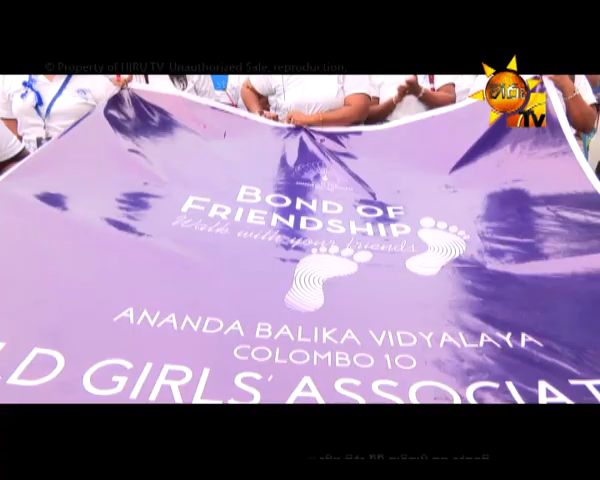 © Property of HIRU TV. Unauthorized Sale, reproduction.
හිරු
TV
BOND OF
FRIENDSHIP
Walk with your friends
ANANDA BALIKA VIDYALAYA
COLOMBO 10
LD GIRLS' ASSOCIAT